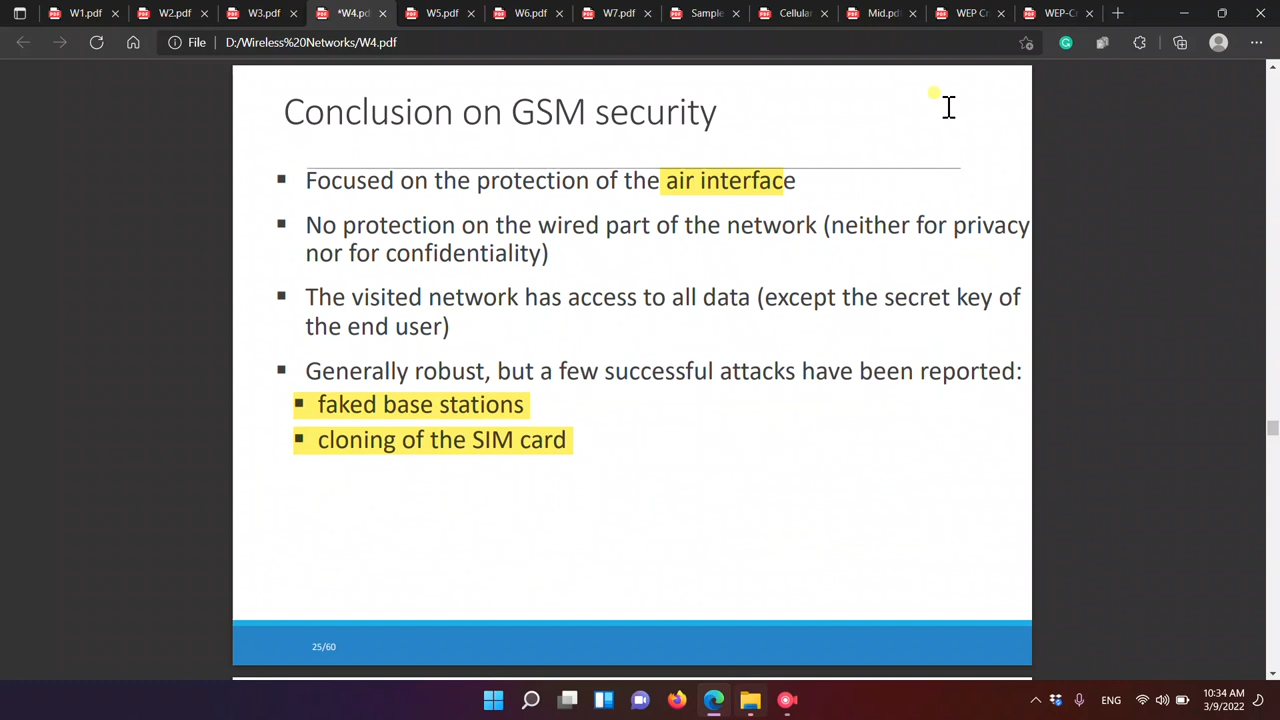 W1.pdf
W2.pdf
W3.pdf
*W4.pd
W5.pdf
W6.pdf
W7.pdf
Sample
Cellular
Mid.pdf
WEP Cr
WEP-Cr
File
D:/Wireless%20Networks/W4.pdf
Conclusion on GSM security
▪ Focused on the protection of the air interface
▪ No protection on the wired part of the network (neither for privacy
nor for confidentiality)
▪ The visited network has access to all data (except the secret key of
the end user)
▪ Generally robust, but a few successful attacks have been reported:
▪ faked base stations
▪ cloning of the SIM card
25/60
ENG
10:34 AM
3/9/2022